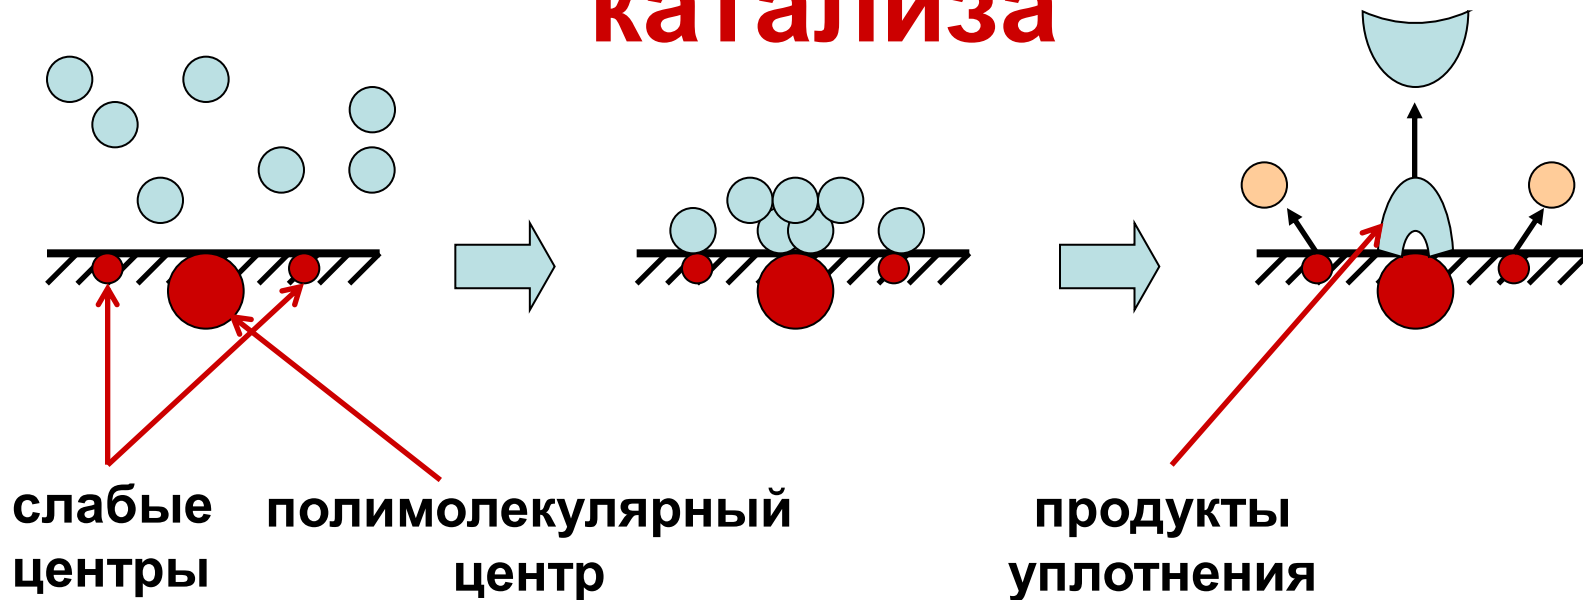 катализа
слабые
центры
полимолекулярный
центр
продукты
уплотнения